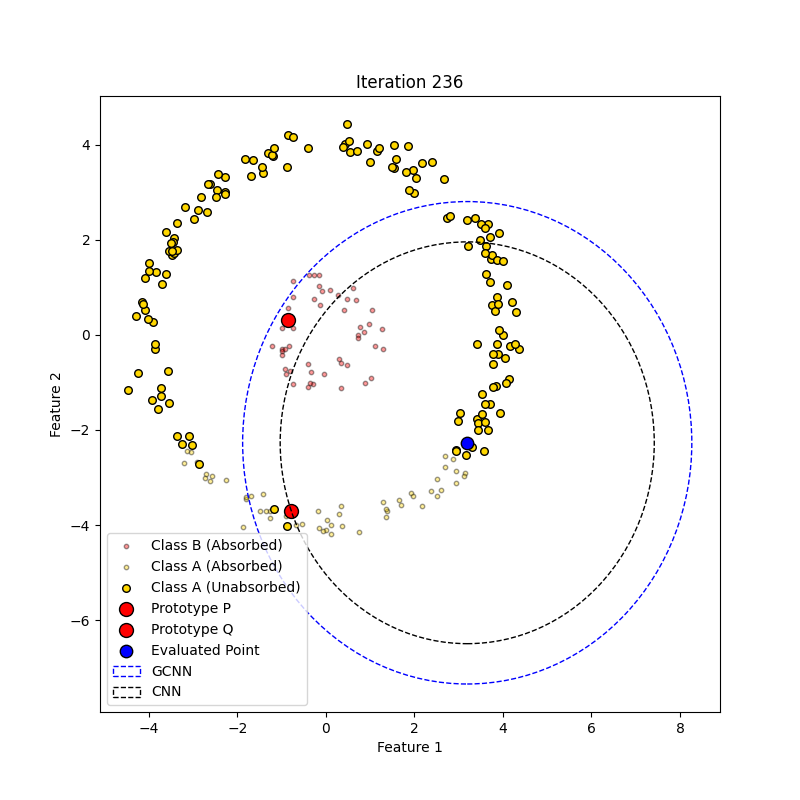 Iteration 236
4
2
0
−2
−4
−6
Feature 2
Class B (Absorbed)
Class A (Absorbed)
Class A (Unabsorbed)
Prototype P
Prototype Q
Evaluated Point
GCNN
CNN
−4 −2 0 2 4 6 8
Feature 1